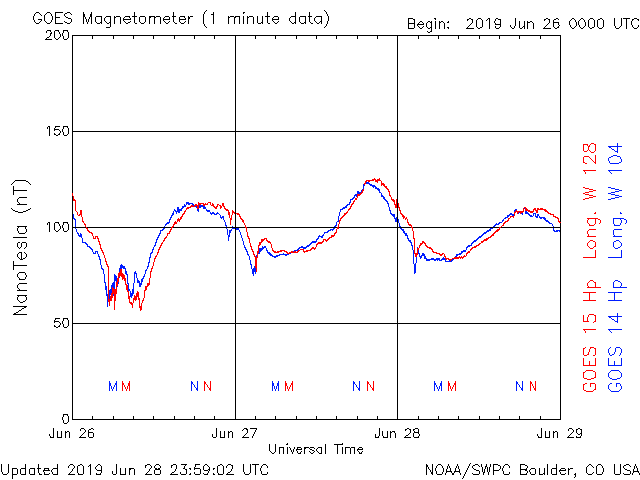 GOES Magnetometer (1 minute data)
Begin: 2019 Jun 26 0000 UTC
200
150
100
50
0
NanoTesla (nT)
M M N N M M N N M M N N
Jun 26 Jun 27 Jun 28 Jun 29
Universal Time
GOES 15 Hp Long. W 128
GOES 14 Hp Long. W 104
Updated 2019 Jun 28 23:59:02 UTC
NOAA/SWPC Boulder, CO USA